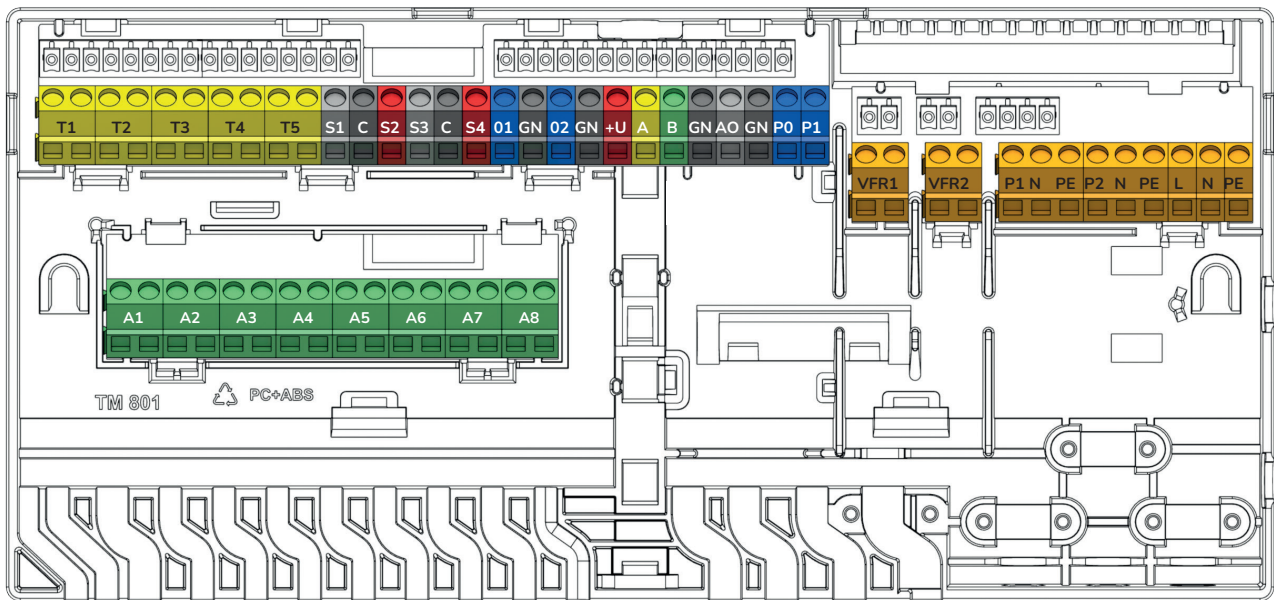 T1 T2 T3 T4 T5 S1 C S2 S3 C S4 01 GN 02 GN +U A B GN AO GN P0 P1
VFR1 VFR2 P1 N PE P2 N PE L N PE
A1 A2 A3 A4 A5 A6 A7 A8
TM 801 PC+ABS